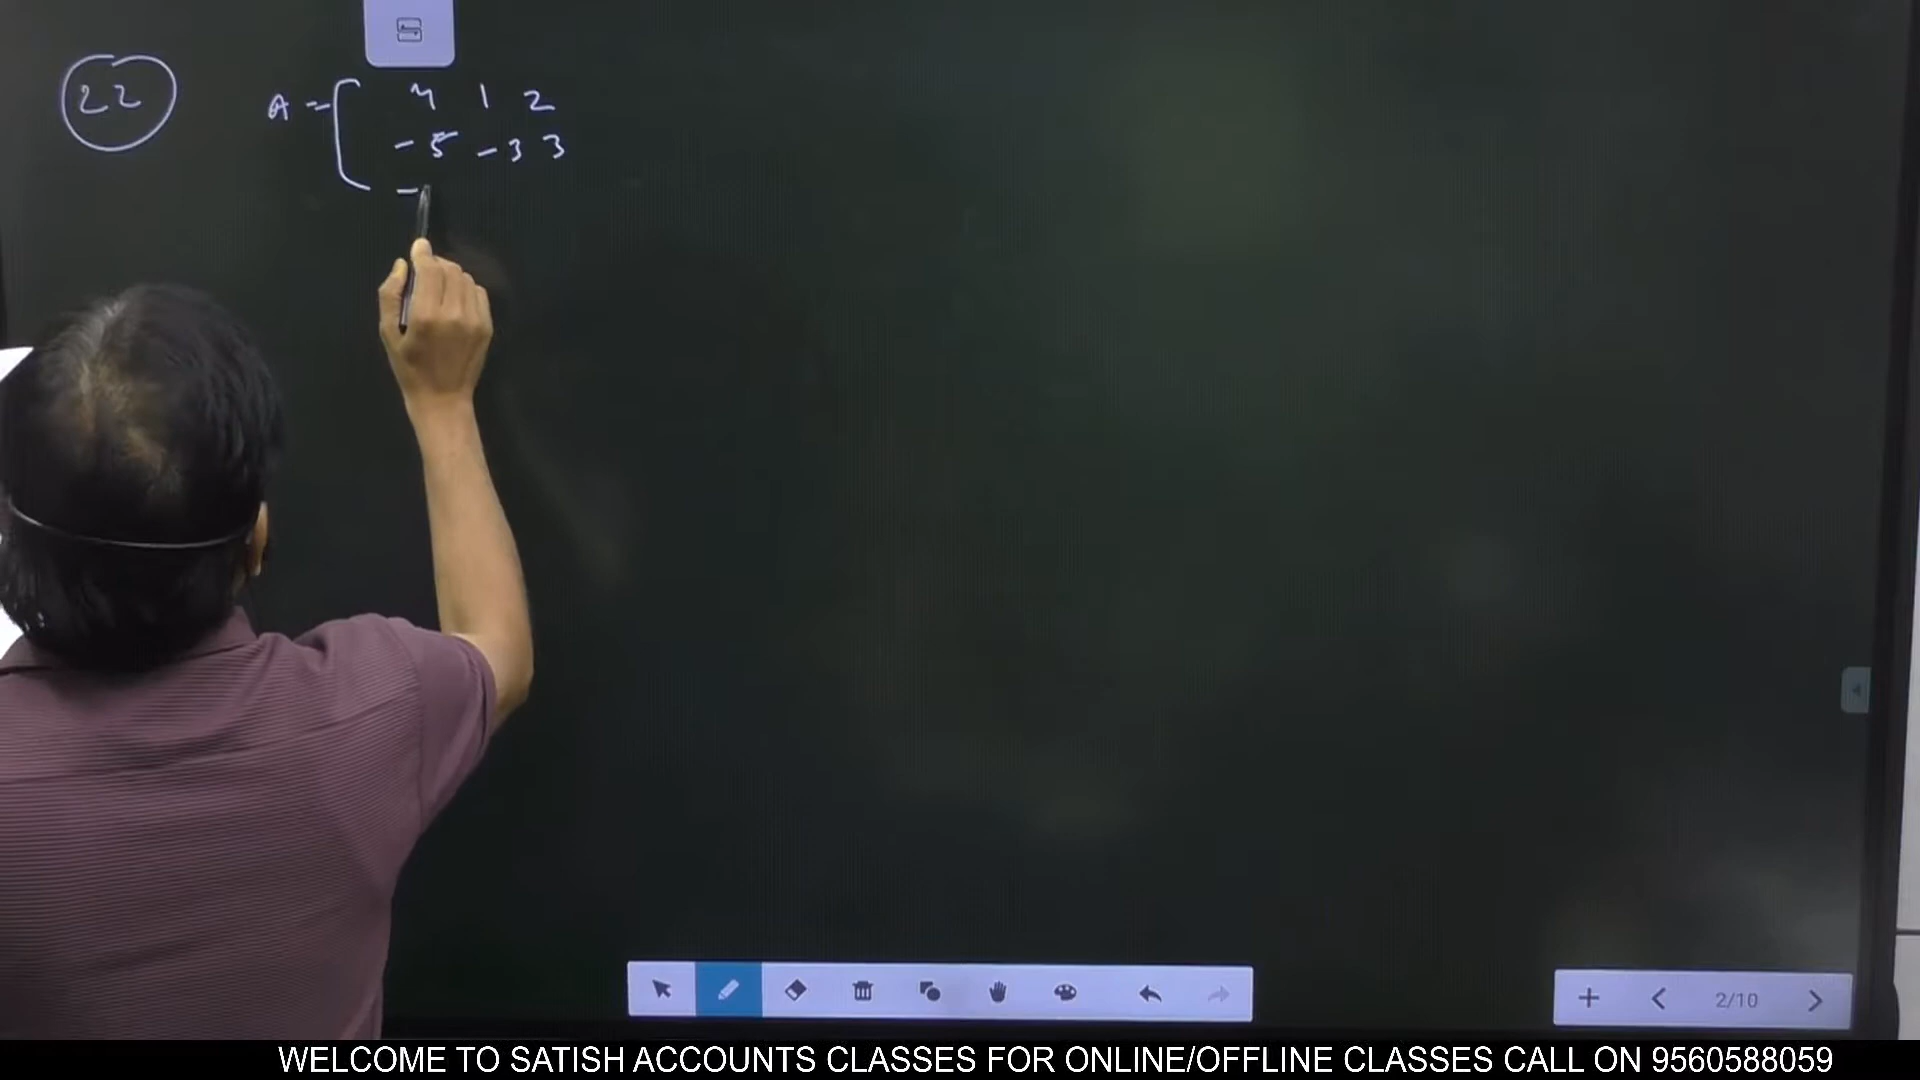 22
A = [ 4 1 2
-5 -3 3
-
2/10
WELCOME TO SATISH ACCOUNTS CLASSES FOR ONLINE/OFFLINE CLASSES CALL ON 9560588059